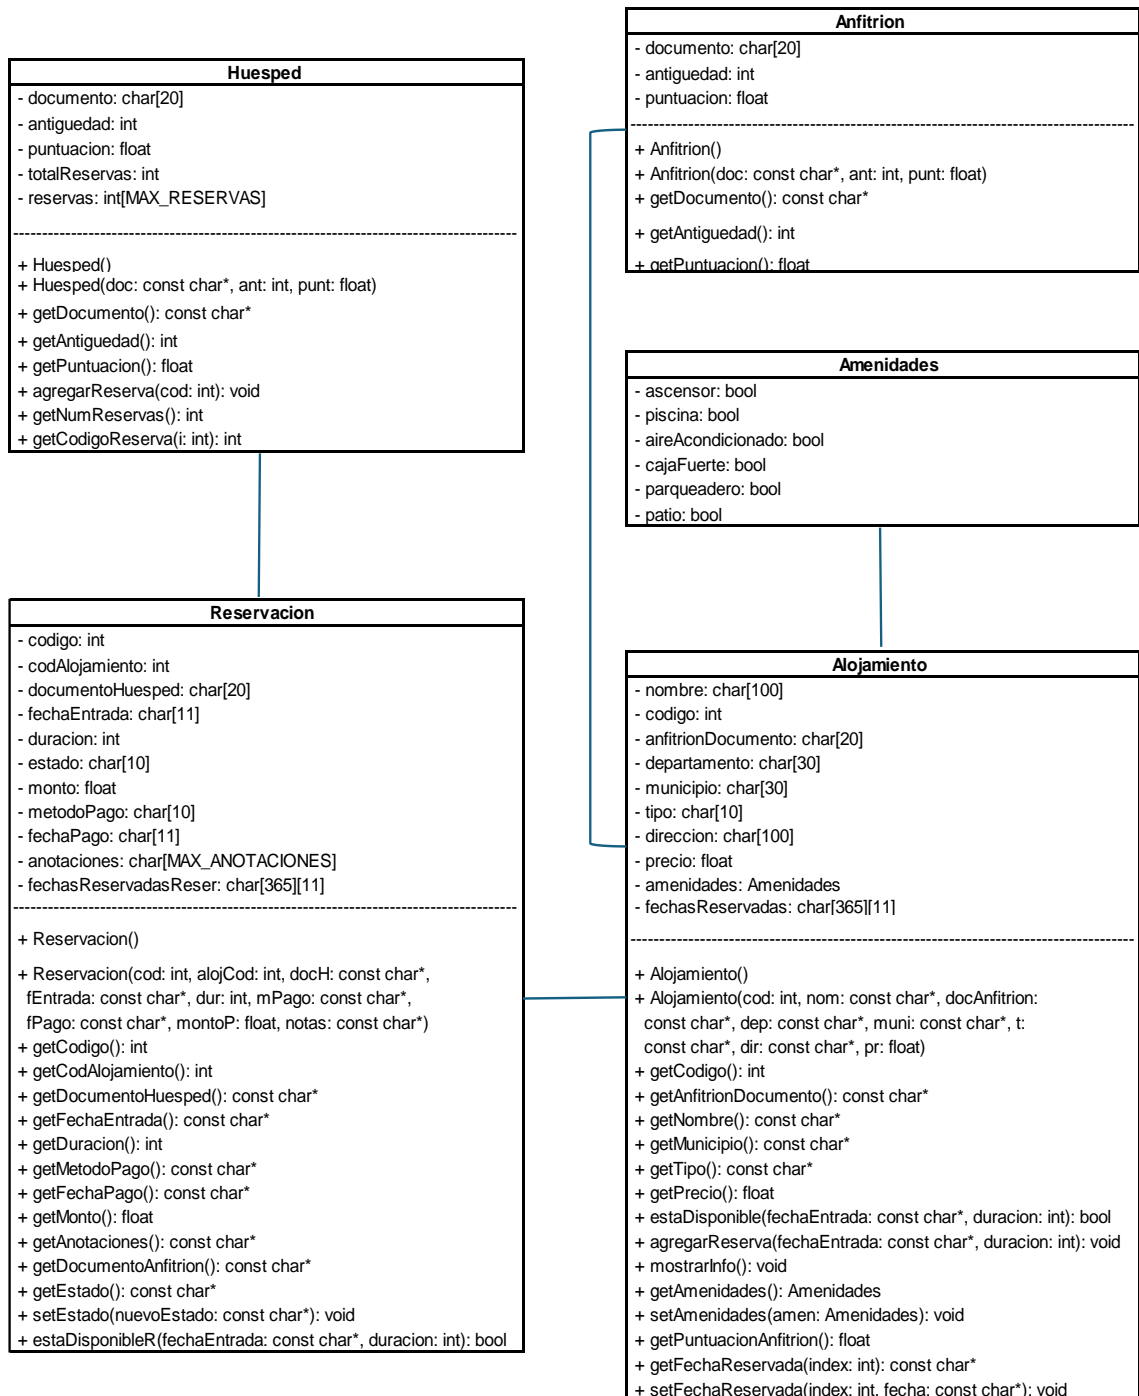 Huesped
- documento: char[20]
- antiguedad: int
- puntuacion: float
- totalReservas: int
- reservas: int[MAX_RESERVAS]
+ Huesped()
+ Huesped(doc: const char*, ant: int, punt: float)
+ getDocumento(): const char*
+ getAntiguedad(): int
+ getPuntuacion(): float
+ agregarReserva(cod: int): void
+ getNumReservas(): int
+ getCodigoReserva(i: int): int
Anfitrion
- documento: char[20]
- antiguedad: int
- puntuacion: float
+ Anfitrion()
+ Anfitrion(doc: const char*, ant: int, punt: float)
+ getDocumento(): const char*
+ getAntiguedad(): int
+ getPuntuacion(): float
Amenidades
- ascensor: bool
- piscina: bool
- aireAcondicionado: bool
- cajaFuerte: bool
- parqueadero: bool
- patio: bool
Reservacion
- codigo: int
- codAlojamiento: int
- documentoHuesped: char[20]
- fechaEntrada: char[11]
- duracion: int
- estado: char[10]
- monto: float
- metodoPago: char[10]
- fechaPago: char[11]
- anotaciones: char[MAX_ANOTACIONES]
- fechasReservadasReser: char[365][11]
+ Reservacion()
+ Reservacion(cod: int, alojCod: int, docH: const char*,
fEntrada: const char*, dur: int, mPago: const char*,
fPago: const char*, montoP: float, notas: const char*)
+ getCodigo(): int
+ getCodAlojamiento(): int
+ getDocumentoHuesped(): const char*
+ getFechaEntrada(): const char*
+ getDuracion(): int
+ getMetodoPago(): const char*
+ getFechaPago(): const char*
+ getMonto(): float
+ getAnotaciones(): const char*
+ getDocumentoAnfitrion(): const char*
+ getEstado(): const char*
+ setEstado(nuevoEstado: const char*): void
+ estaDisponibleR(fechaEntrada: const char*, duracion: int): bool
Alojamiento
- nombre: char[100]
- codigo: int
- anfitrionDocumento: char[20]
- departamento: char[30]
- municipio: char[30]
- tipo: char[10]
- direccion: char[100]
- precio: float
- amenidades: Amenidades
- fechasReservadas: char[365][11]
+ Alojamiento()
+ Alojamiento(cod: int, nom: const char*, docAnfitrion:
const char*, dep: const char*, muni: const char*, t:
const char*, dir: const char*, pr: float)
+ getCodigo(): int
+ getAnfitrionDocumento(): const char*
+ getNombre(): const char*
+ getMunicipio(): const char*
+ getTipo(): const char*
+ getPrecio(): float
+ estaDisponible(fechaEntrada: const char*, duracion: int): bool
+ agregarReserva(fechaEntrada: const char*, duracion: int): void
+ mostrarInfo(): void
+ getAmenidades(): Amenidades
+ setAmenidades(amen: Amenidades): void
+ getPuntuacionAnfitrion(): float
+ getFechaReservada(index: int): const char*
+ setFechaReservada(index: int, fecha: const char*): void